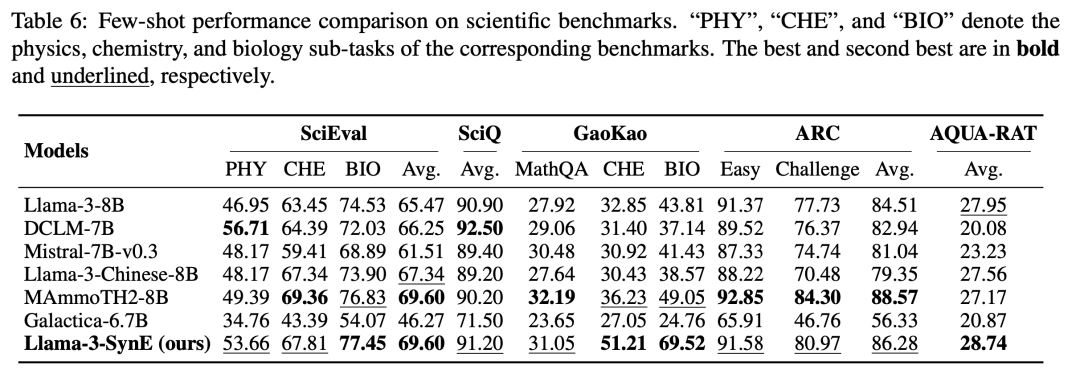 Table 6: Few-shot performance comparison on scientific benchmarks. “PHY”, “CHE”, and “BIO” denote the
physics, chemistry, and biology sub-tasks of the corresponding benchmarks. The best and second best are in bold
and underlined, respectively.
Models SciEval SciQ GaoKao ARC AQUA-RAT
PHY CHE BIO Avg. Avg. MathQA CHE BIO Easy Challenge Avg. Avg.
Llama-3-8B 46.95 63.45 74.53 65.47 90.90 27.92 32.85 43.81 91.37 77.73 84.51 27.95
DCLM-7B 56.71 64.39 72.03 66.25 92.50 29.06 31.40 37.14 89.52 76.37 82.94 20.08
Mistral-7B-v0.3 48.17 59.41 68.89 61.51 89.40 30.48 30.92 41.43 87.33 74.74 81.04 23.23
Llama-3-Chinese-8B 48.17 67.34 73.90 67.34 89.20 27.64 30.43 38.57 88.22 70.48 79.35 27.56
MAmmoTH2-8B 49.39 69.36 76.83 69.60 90.20 32.19 36.23 49.05 92.85 84.30 88.57 27.17
Galactica-6.7B 34.76 43.39 54.07 46.27 71.50 23.65 27.05 24.76 65.91 46.76 56.33 20.87
Llama-3-SynE (ours) 53.66 67.81 77.45 69.60 91.20 31.05 51.21 69.52 91.58 80.97 86.28 28.74